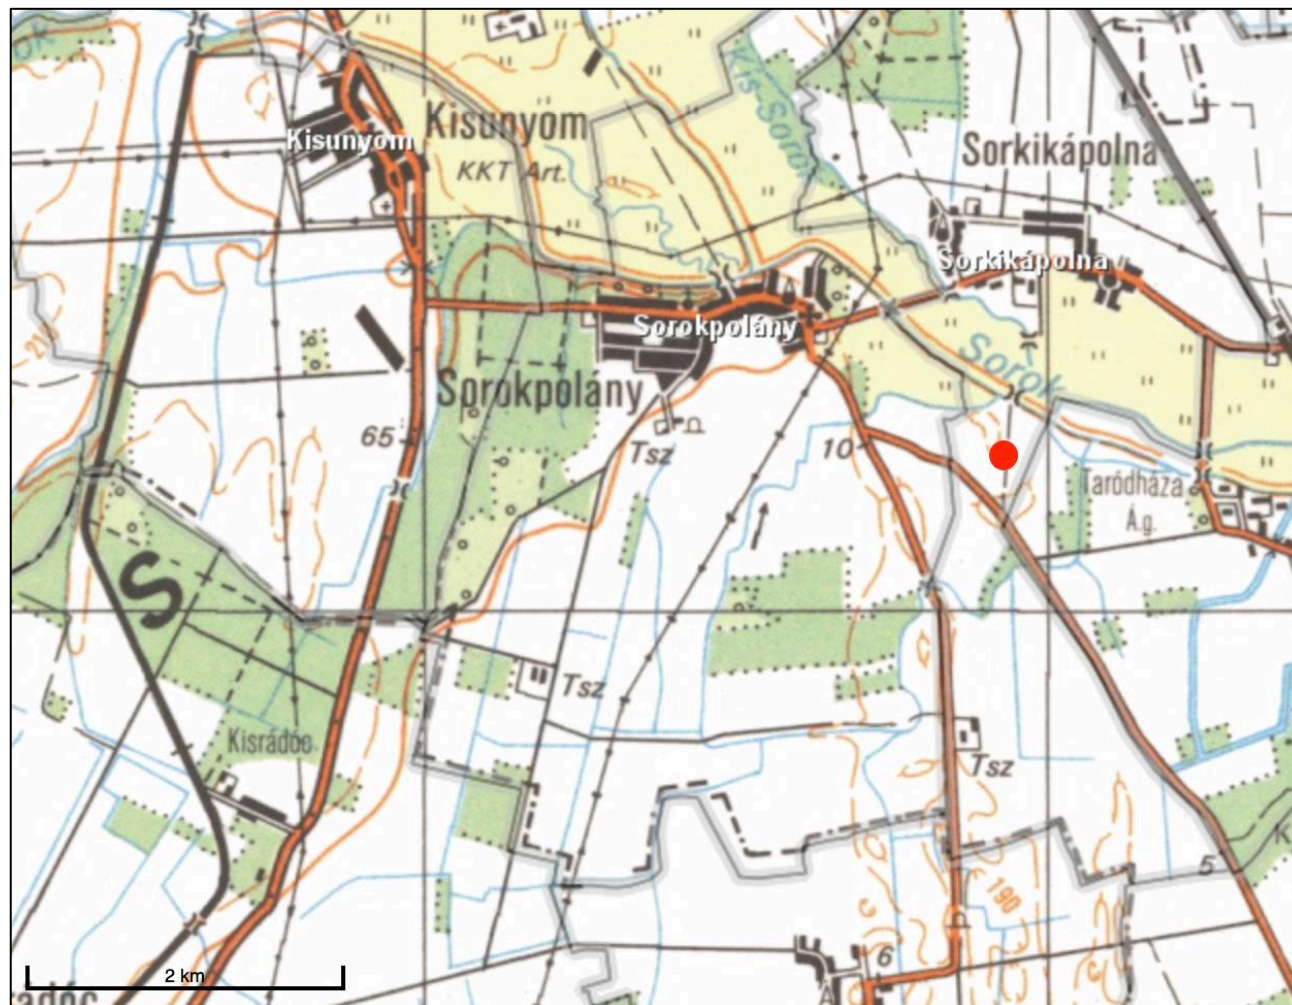 Kisunyom
Kisunyom
KKT Art.
Kis-Sorok
Sorkikápolna
Sorkikápolna
210
Sorokpolány
Sorokpolány
Sorok
65
Tsz
10
Taródháza
Á.g.
S
Tsz
Kisrádóc
Tsz
5
K
190
6
A
2 km